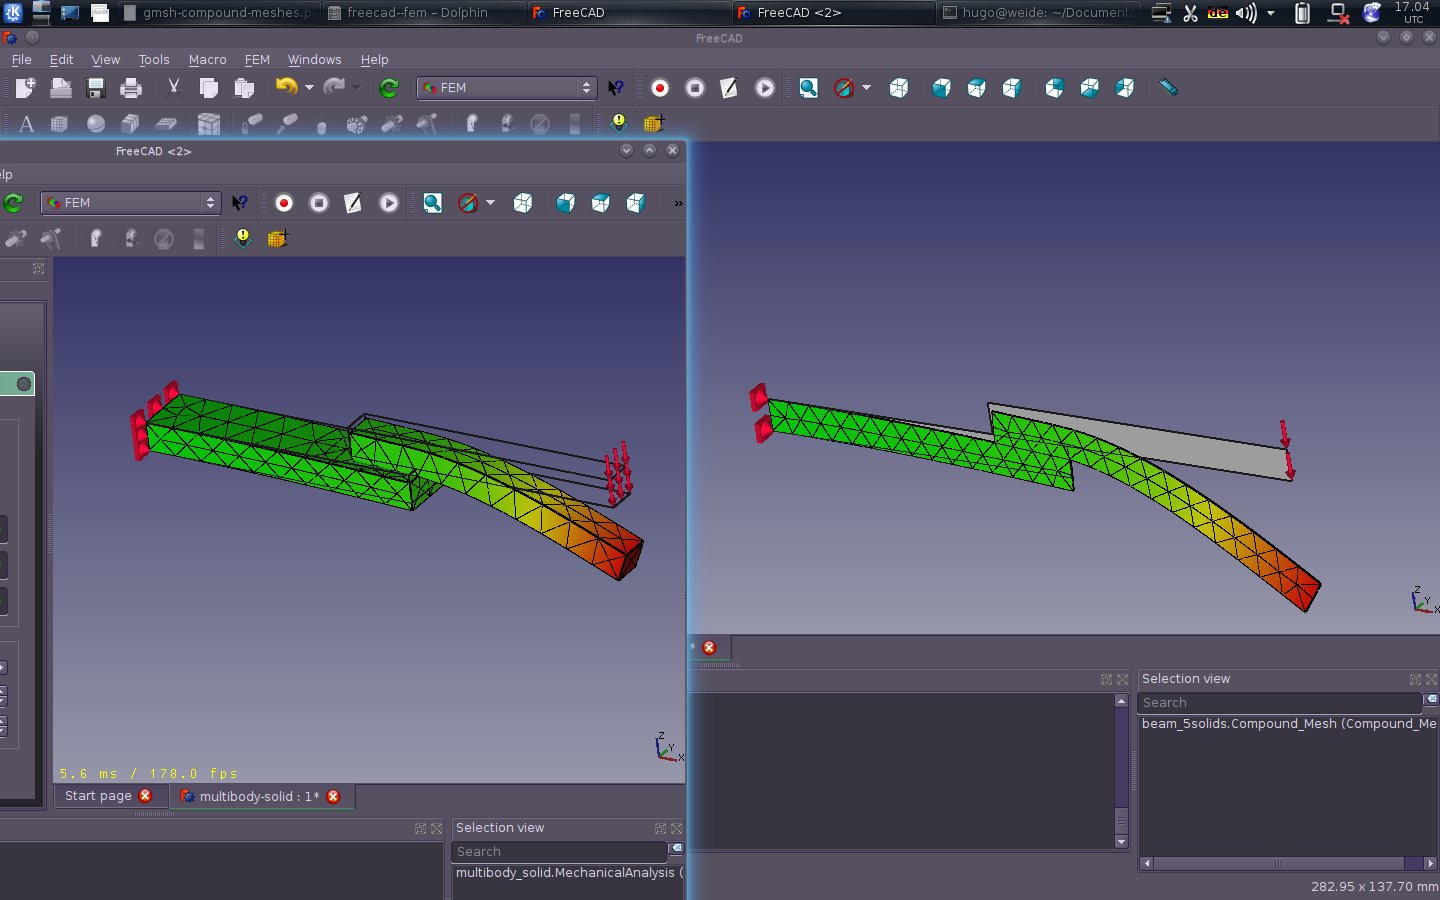 gmsh-compound-meshes.p
freecad--fem – Dolphin
FreeCAD
FreeCAD <2>
hugo@weide: ~/Documents
de
17.04
UTC
FreeCAD
File Edit View Tools Macro FEM Windows Help
FEM
A
FreeCAD <2>
lp
FEM
»
Z
Y
X
5.6 ms / 178.0 fps
Start page
multibody-solid : 1*
Selection view
Search
multibody_solid.MechanicalAnalysis (
Z
Y
X
*
Selection view
Search
beam_5solids.Compound_Mesh (Compound_Me
282.95 x 137.70 mm